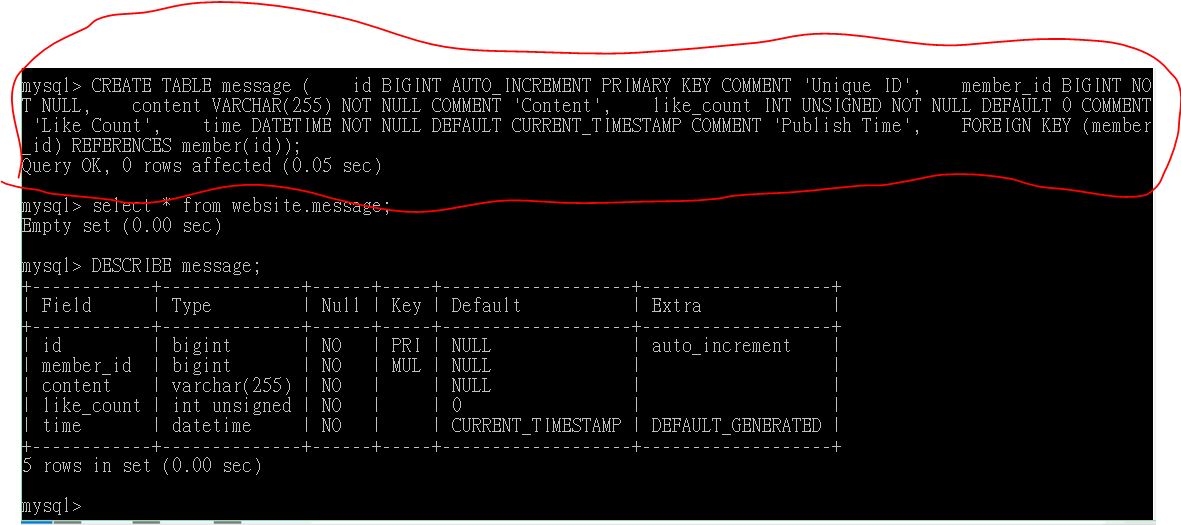 mysql> CREATE TABLE message (    id BIGINT AUTO_INCREMENT PRIMARY KEY COMMENT 'Unique ID',    member_id BIGINT NO
T NULL,    content VARCHAR(255) NOT NULL COMMENT 'Content',    like_count INT UNSIGNED NOT NULL DEFAULT 0 COMMENT
 'Like Count',    time DATETIME NOT NULL DEFAULT CURRENT_TIMESTAMP COMMENT 'Publish Time',    FOREIGN KEY (member
_id) REFERENCES member(id));
Query OK, 0 rows affected (0.05 sec)
mysql> select * from website.message;
Empty set (0.00 sec)
mysql> DESCRIBE message;
+------------+--------------+------+-----+-------------------+-------------------+
| Field      | Type         | Null | Key | Default           | Extra             |
+------------+--------------+------+-----+-------------------+-------------------+
| id         | bigint       | NO   | PRI | NULL              | auto_increment    |
| member_id  | bigint       | NO   | MUL | NULL              |                   |
| content    | varchar(255) | NO   |     | NULL              |                   |
| like_count | int unsigned | NO   |     | 0                 |                   |
| time       | datetime     | NO   |     | CURRENT_TIMESTAMP | DEFAULT_GENERATED |
+------------+--------------+------+-----+-------------------+-------------------+
5 rows in set (0.00 sec)
mysql>